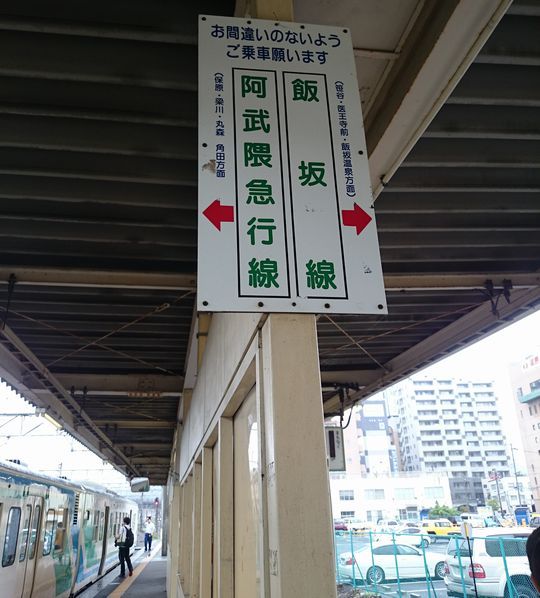 お間違いのないよう
ご乗車願います
(笹谷・医王寺前・飯坂温泉方面)
飯坂線
阿武隈急行線
(保原・梁川・丸森 角田方面)